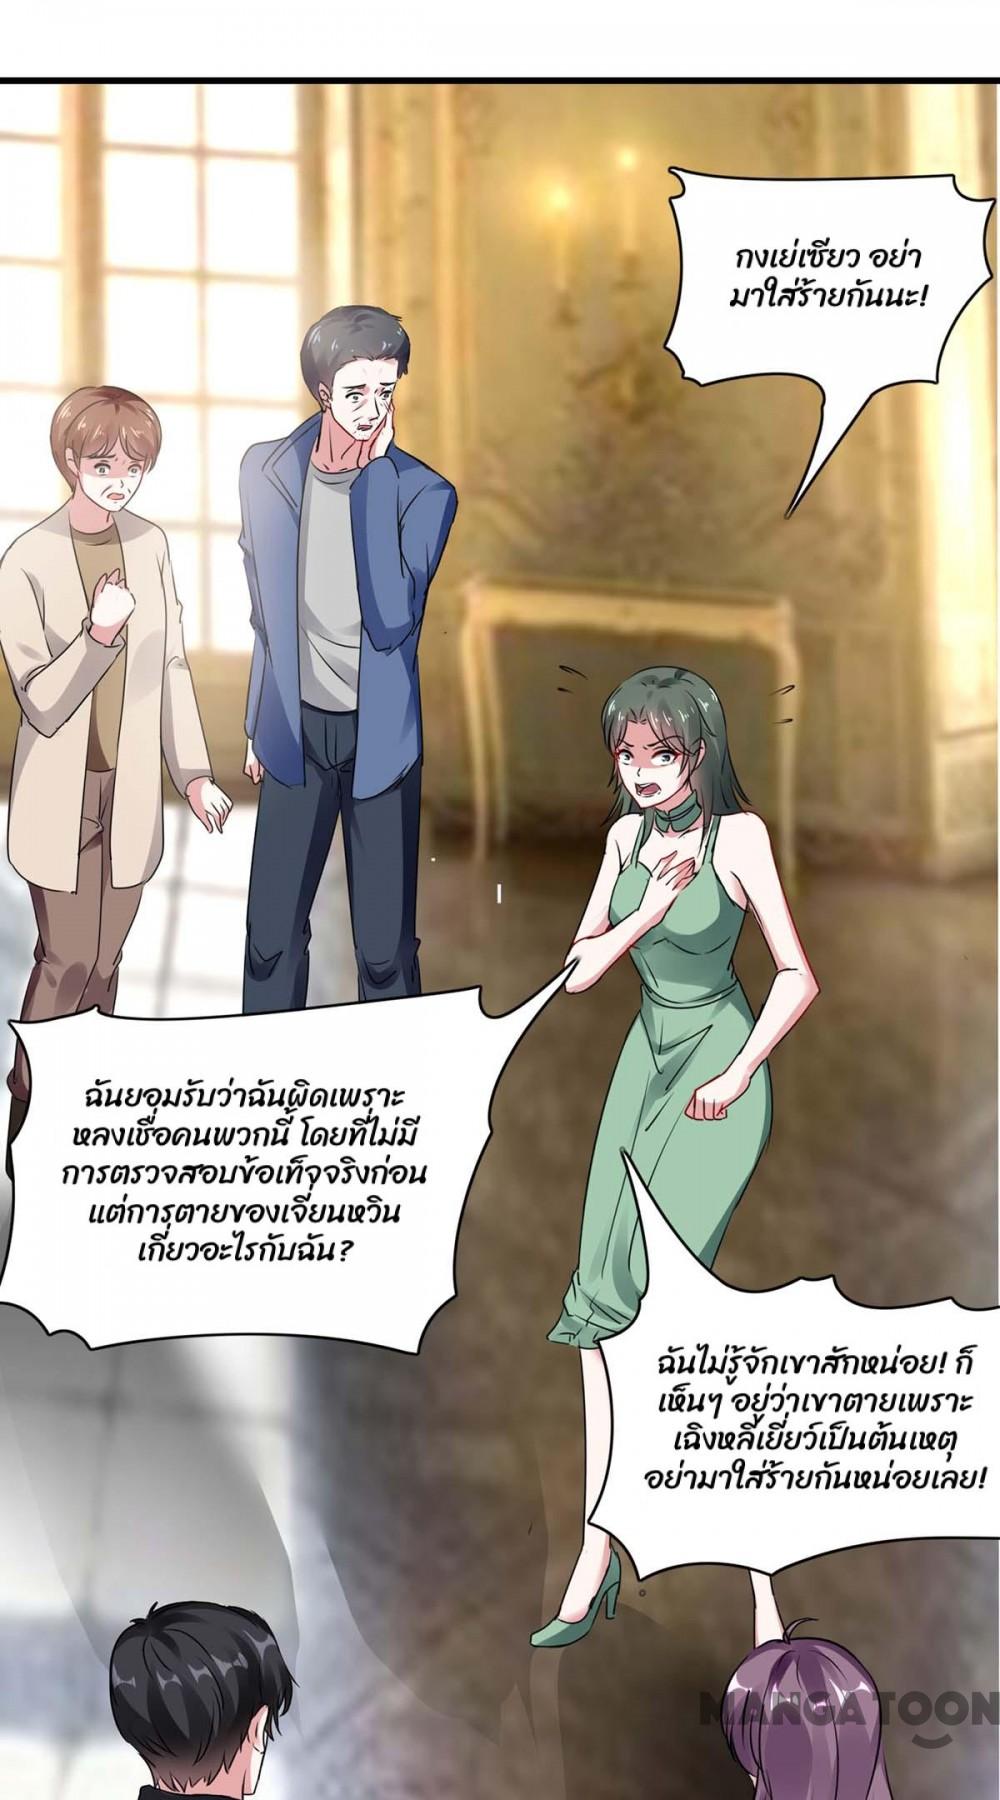 กงเย่เซียว อย่า
มาใส่ร้ายกันนะ!
ฉันยอมรับว่าฉันผิดเพราะ
หลงเชื่อคนพวกนี้ โดยที่ไม่มี
การตรวจสอบข้อเท็จจริงก่อน
แต่การตายของเจี่ยนหวิน
เกี่ยวอะไรกับฉัน?
ฉันไม่รู้จักเขาสักหน่อย! ก็
เห็นๆ อยู่ว่าเขาตายเพราะ
เฉิงหลีเยี่ยว์เป็นต้นเหตุ
อย่ามาใส่ร้ายกันหน่อยเลย!
MANGATOON